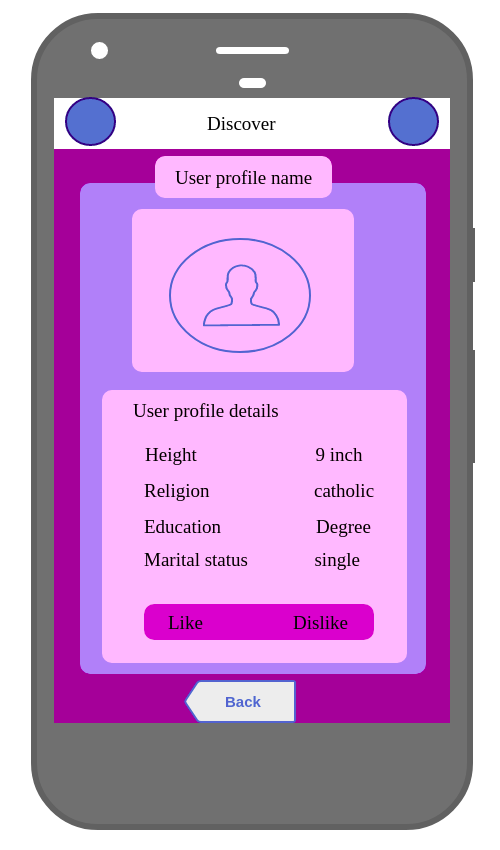 Discover
User profile name
User profile details
Height 9 inch
Religion catholic
Education Degree
Marital status single
Like Dislike
Back